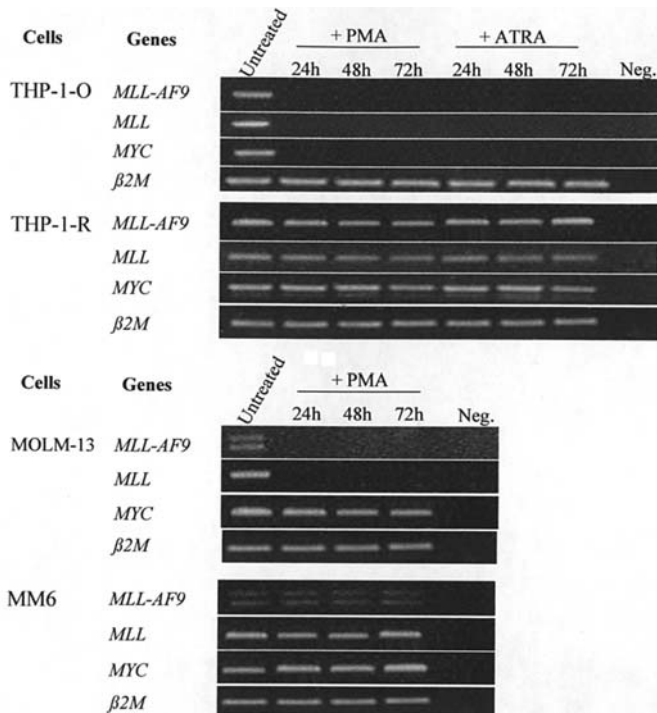 Cells Genes Untreated + PMA + ATRA
24h 48h 72h 24h 48h 72h Neg.
THP-1-O MLL-AF9
MLL
MYC
β2M
THP-1-R MLL-AF9
MLL
MYC
β2M
Cells Genes Untreated + PMA
24h 48h 72h Neg.
MOLM-13 MLL-AF9
MLL
MYC
β2M
MM6 MLL-AF9
MLL
MYC
β2M